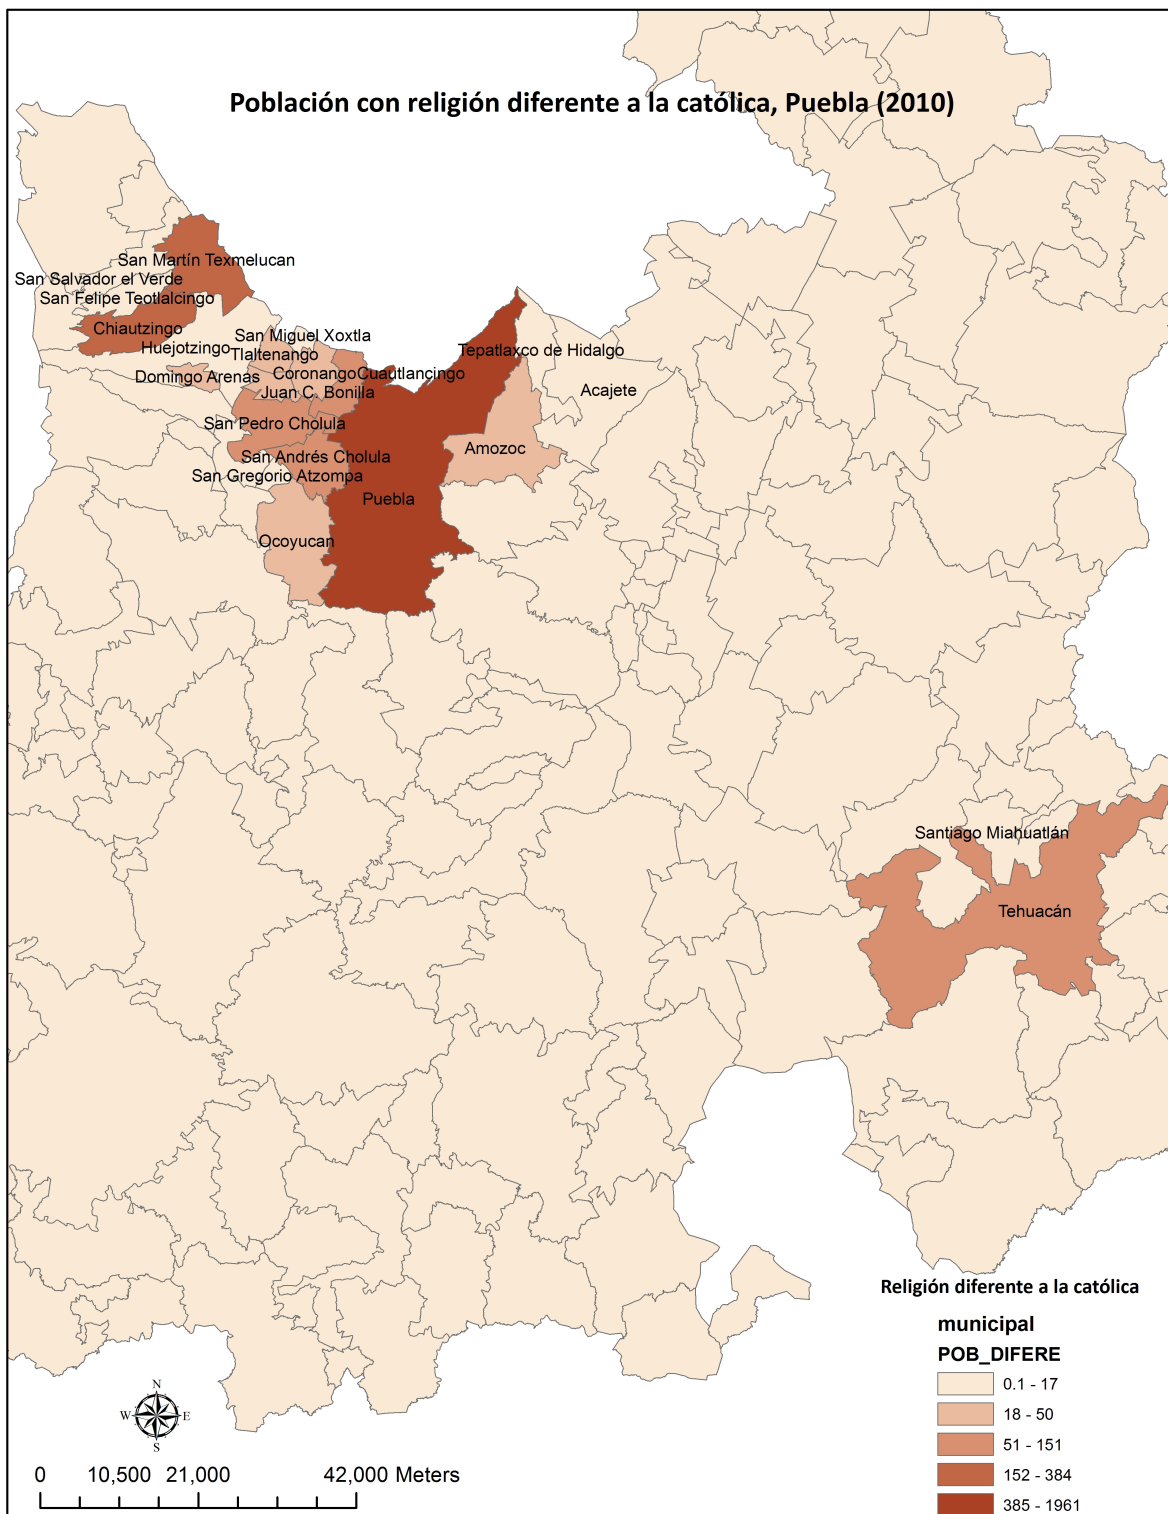 Población con religión diferente a la católica, Puebla (2010)
San Martín Texmelucan
San Salvador el Verde
San Felipe Teotlalcingo
Chiautzingo
San Miguel Xoxtla
Huejotzingo
Tlaltenango
Tepatlaxco de Hidalgo
Domingo Arenas
Coronango
Cuautlancingo
Acajete
Juan C. Bonilla
San Pedro Cholula
Amozoc
San Andrés Cholula
San Gregorio Atzompa
Puebla
Ocoyucan
Santiago Miahuatlán
Tehuacán
Religión diferente a la católica
municipal
POB_DIFERE
0.1 - 17
18 - 50
51 - 151
152 - 384
385 - 1961
N
W E
S
0 10,500 21,000 42,000 Meters